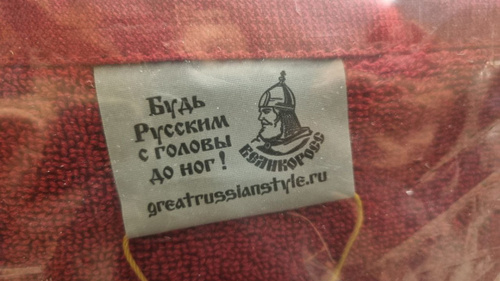 Будь
Русским
с головы
до ног!
Великоросс
greatrussianstyle.ru